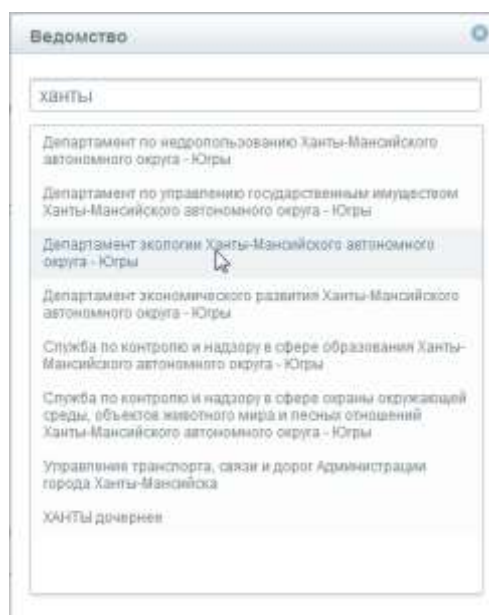 Ведомство
ханты
Департамент по недропользованию Ханты-Мансийского
автономного округа - Югры
Департамент по управлению государственным имуществом
Ханты-Мансийского автономного округа - Югры
Департамент экологии Ханты-Мансийского автономного
округа - Югры
Департамент экономического развития Ханты-Мансийского
автономного округа - Югры
Служба по контролю и надзору в сфере образования Ханты-
Мансийского автономного округа - Югры
Служба по контролю и надзору в сфере охраны окружающей
среды, объектов животного мира и лесных отношений
Ханты-Мансийского автономного округа - Югры
Управление транспорта, связи и дорог Администрации
города Ханты-Мансийска
ХАНТЫ дочернее